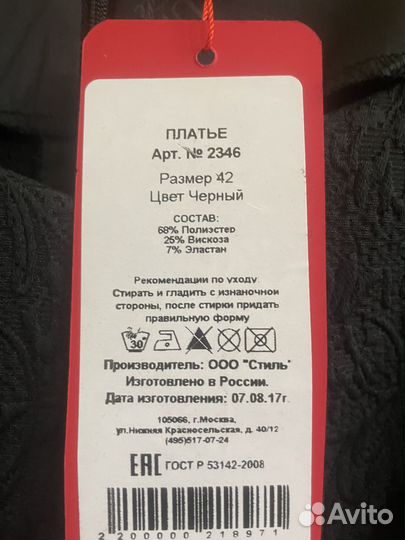 ПЛАТЬЕ
Арт. № 2346
Размер 42
Цвет Черный
СОСТАВ:
68% Полиэстер
25% Вискоза
7% Эластан
Рекомендации по уходу:
Стирать и гладить с изнаночной
стороны, после стирки придать
правильную форму
30
Производитель: ООО "Стиль"
Изготовлено в России.
Дата изготовления: 07.08.17г.
105066, г.Москва,
ул.Нижняя Красносельская, д. 40/12
(495)517-07-24
ЕАС ГОСТ Р 53142-2008
2 200000 218971
Avito